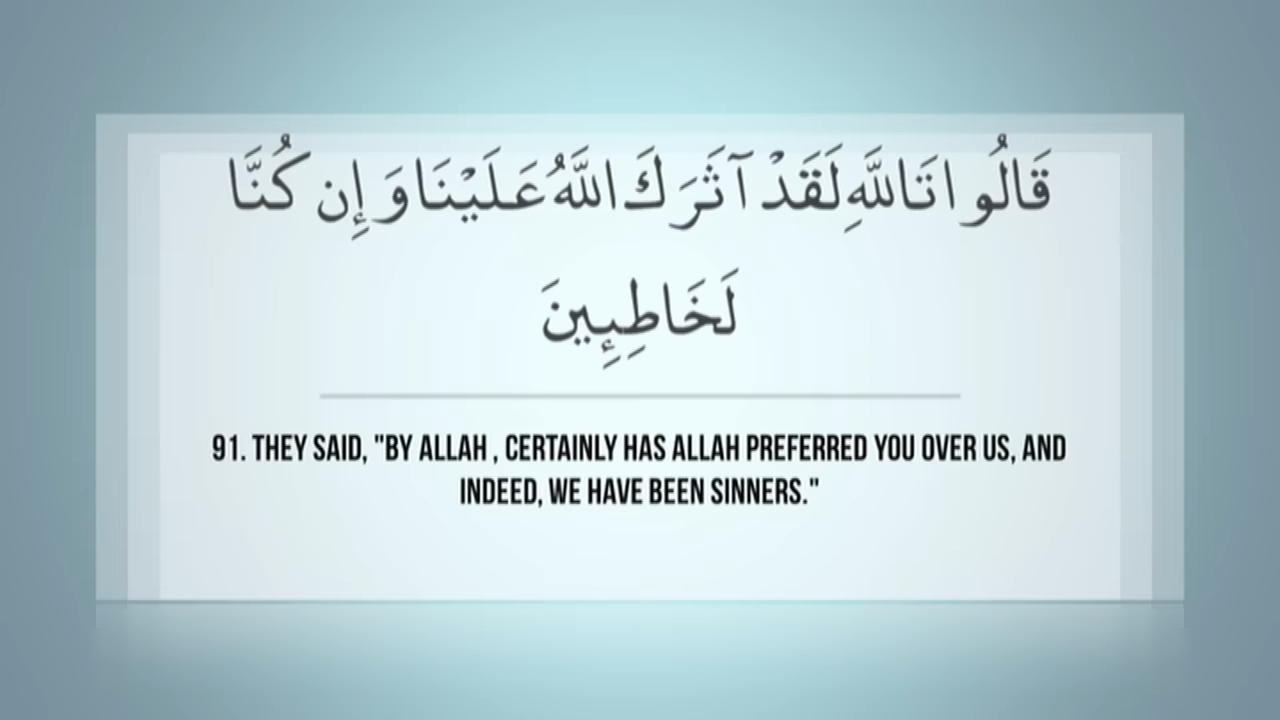 قَالُوا تَاللَّهِ لَقَدْ آثَرَكَ اللَّهُ عَلَيْنَا وَإِن كُنَّا
لَخَاطِئِينَ
91. THEY SAID, "BY ALLAH , CERTAINLY HAS ALLAH PREFERRED YOU OVER US, AND
INDEED, WE HAVE BEEN SINNERS."